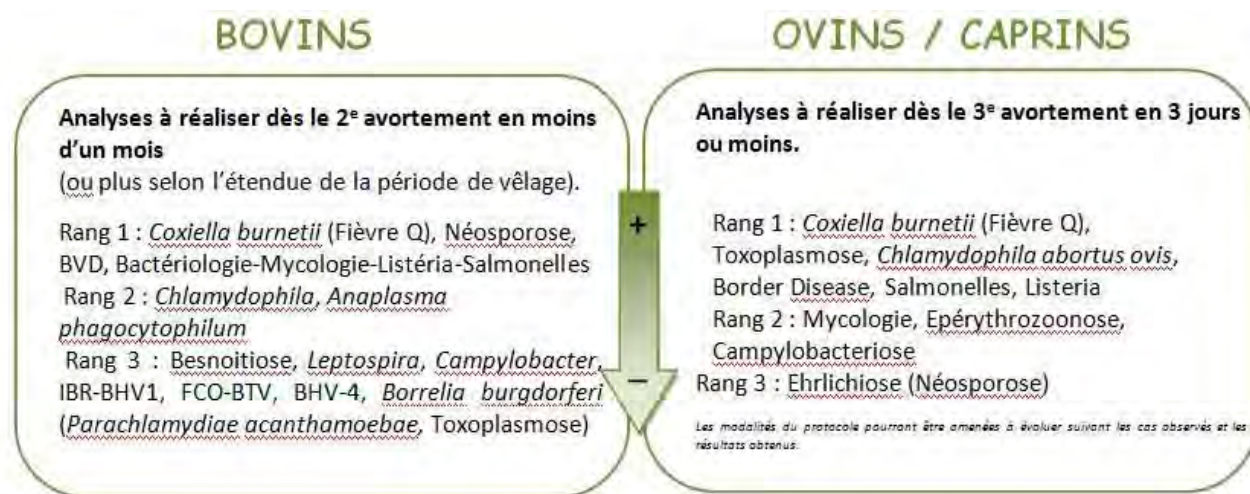 BOVINS
Analyses à réaliser dès le 2e avortement en moins
d’un mois
(ou plus selon l’étendue de la période de vêlage).
Rang 1 : Coxiella burnetii (Fièvre Q), Néosporose,
BVD, Bactériologie-Mycologie-Listéria-Salmonelles
Rang 2 : Chlamydophila, Anaplasma
phagocytophilum
Rang 3 : Besnoitiose, Leptospira, Campylobacter,
IBR-BHV1, FCO-BTV, BHV-4, Borrelia burgdorferi
(Parachlamydiae acanthamoebae, Toxoplasmose)
+
–
OVINS / CAPRINS
Analyses à réaliser dès le 3e avortement en 3 jours
ou moins.
Rang 1 : Coxiella burnetii (Fièvre Q),
Toxoplasmose, Chlamydophila abortus ovis,
Border Disease, Salmonelles, Listeria
Rang 2 : Mycologie, Epérythrozoonose,
Campylobacteriose
Rang 3 : Ehrlichiose (Néosporose)
Les modalités du protocole pourront être amenées à évoluer suivant les cas observés et les
résultats obtenus.